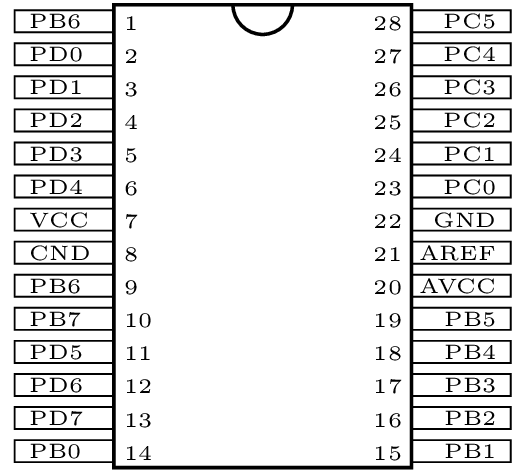 PB6 1 28 PC5
PD0 2 27 PC4
PD1 3 26 PC3
PD2 4 25 PC2
PD3 5 24 PC1
PD4 6 23 PC0
VCC 7 22 GND
CND 8 21 AREF
PB6 9 20 AVCC
PB7 10 19 PB5
PD5 11 18 PB4
PD6 12 17 PB3
PD7 13 16 PB2
PB0 14 15 PB1